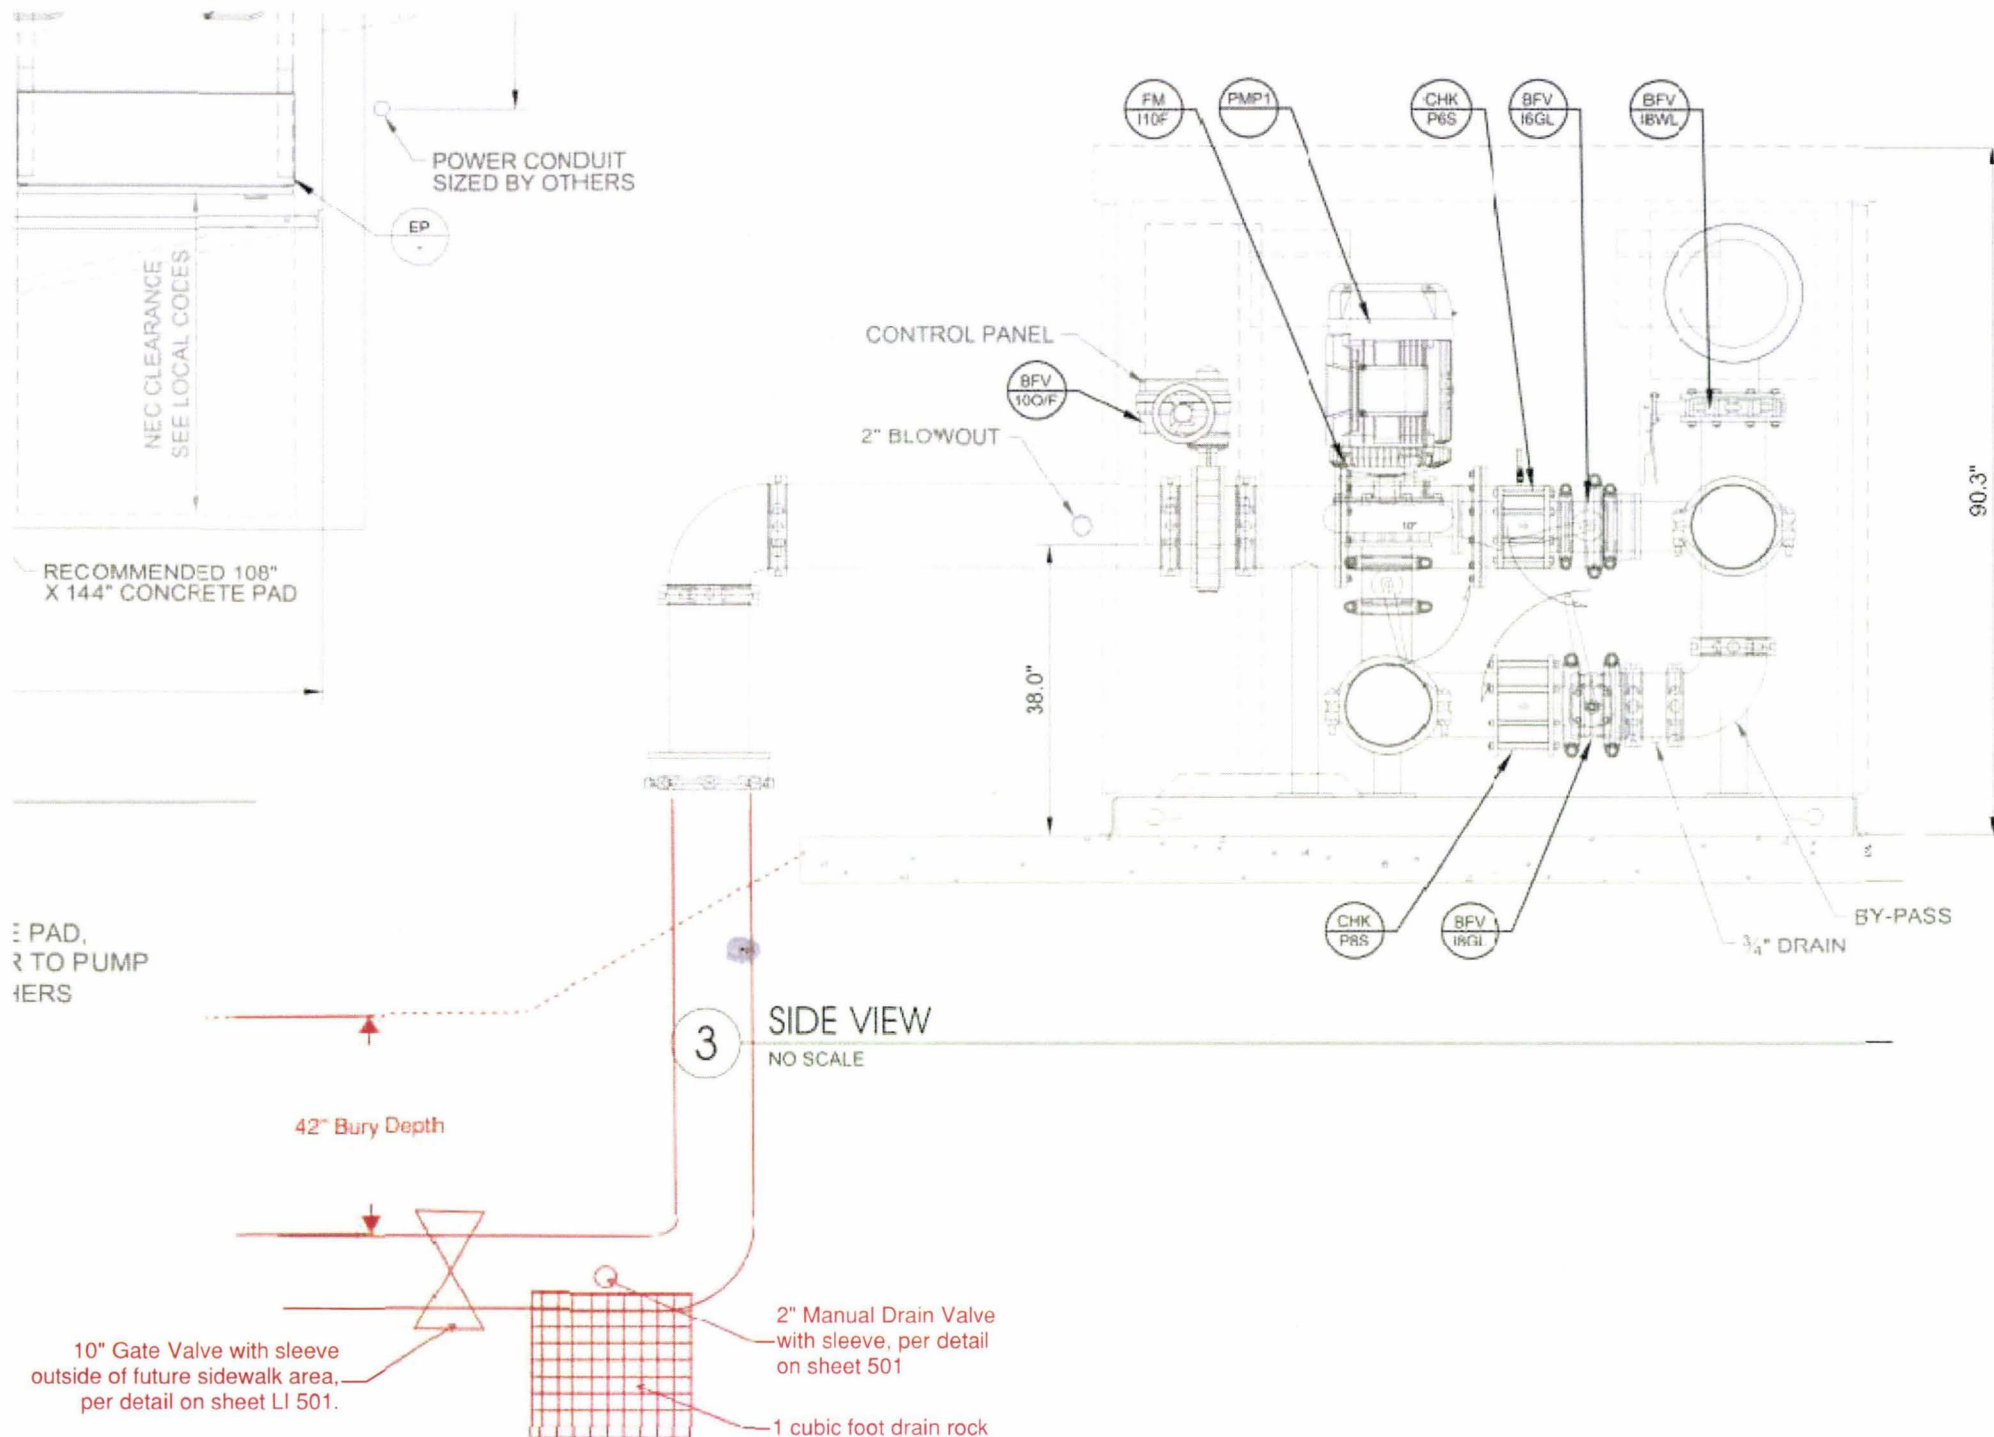 POWER CONDUIT
SIZED BY OTHERS
EP
-
NEC CLEARANCE
SEE LOCAL CODES
RECOMMENDED 108"
X 144" CONCRETE PAD
E PAD,
R TO PUMP
HERS
FM
I10F
PMP1
CHK
P6S
BFV
I6GL
BFV
I8WL
CONTROL PANEL
BFV
10O/F
2" BLOWOUT
10"
90.3"
38.0"
CHK
P8S
BFV
I8GL
BY-PASS
3/4" DRAIN
3
SIDE VIEW
NO SCALE
42" Bury Depth
10" Gate Valve with sleeve
outside of future sidewalk area,
per detail on sheet LI 501.
2" Manual Drain Valve
with sleeve, per detail
on sheet 501
1 cubic foot drain rock